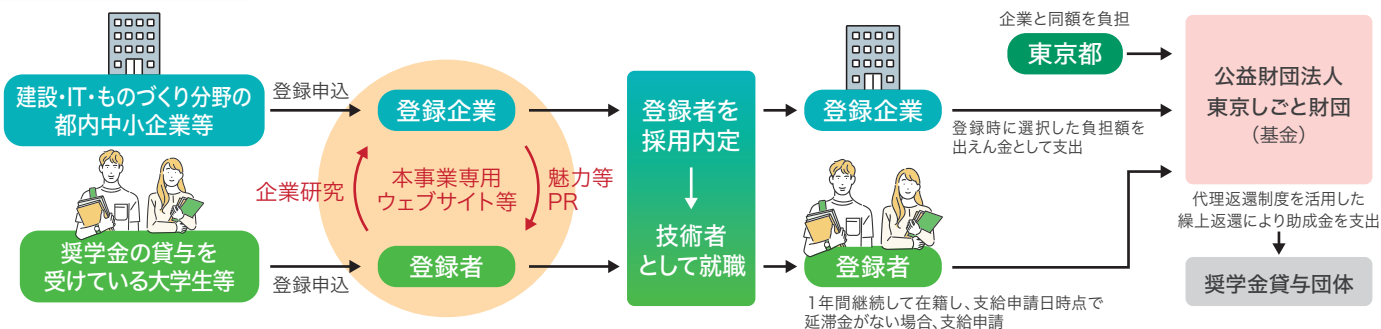 建設・IT・ものづくり分野の
都内中小企業等
登録申込
奨学金の貸与を
受けている大学生等
登録申込
登録企業
企業研究
本事業専用
ウェブサイト等
魅力等
PR
登録者
登録者を
採用内定
技術者
として就職
登録企業
登録時に選択した負担額を
出えん金として支出
登録者
1年間継続して在籍し、支給申請日時点で
延滞金がない場合、支給申請
企業と同額を負担
東京都
公益財団法人
東京しごと財団
（基金）
代理返還制度を活用した
繰上返還により助成金を支出
奨学金貸与団体